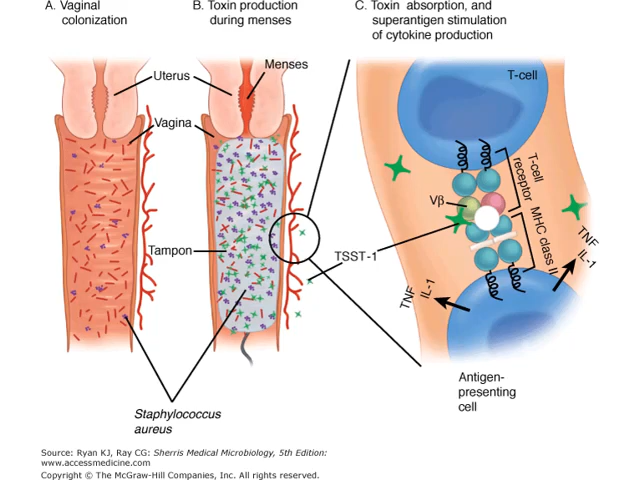 A. Vaginal
colonization
B. Toxin production
during menses
C. Toxin absorption, and
superantigen stimulation
of cytokine production
Uterus
Menses
Vagina
Tampon
Staphylococcus
aureus
TSST-1
T-cell
T-cell
receptor
Vβ
MHC class II
TNF
IL-1
TNF
IL-1
Antigen-
presenting
cell
Source: Ryan KJ, Ray CG: Sherris Medical Microbiology, 5th Edition:
www.accessmedicine.com
Copyright © The McGraw-Hill Companies, Inc. All rights reserved.